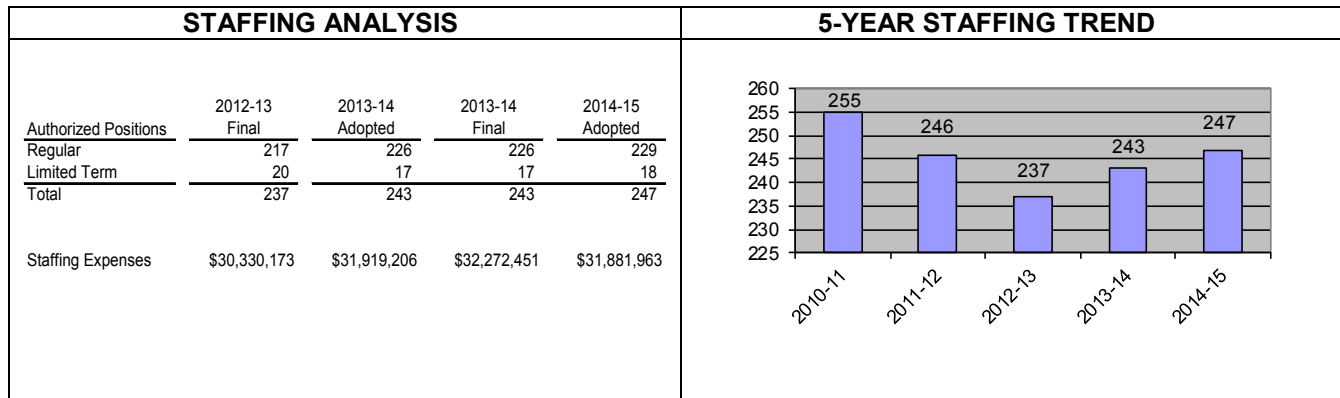 STAFFING ANALYSIS
5-YEAR STAFFING TREND
2012-13 2013-14 2013-14 2014-15
Authorized Positions Final Adopted Final Adopted
Regular 217 226 226 229
Limited Term 20 17 17 18
Total 237 243 243 247
Staffing Expenses $30,330,173 $31,919,206 $32,272,451 $31,881,963
260
255
250
245
240
235
230
225
255
246
237
243
247
2010-11
2011-12
2012-13
2013-14
2014-15